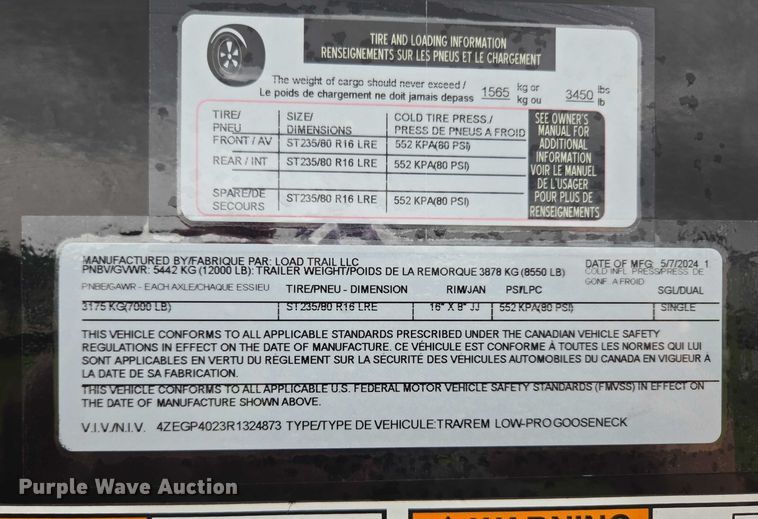 TIRE AND LOADING INFORMATION
RENSEIGNEMENTS SUR LES PNEUS ET LE CHARGEMENT
The weight of cargo should never exceed / 1565 kg or 3450 lbs
Le poids de chargement ne doit jamais depass kg ou lb
TIRE/ SIZE/ COLD TIRE PRESS./
PNEU DIMENSIONS PRESS DE PNEUS A FROID
FRONT / AV ST235/80 R16 LRE 552 KPA(80 PSI)
REAR / INT ST235/80 R16 LRE 552 KPA(80 PSI)
SPARE/DE SECOURS ST235/80 R16 LRE 552 KPA(80 PSI)
SEE OWNER'S
MANUAL FOR
ADDITIONAL
INFORMATION
VOIR LE MANUEL
DE L'USAGER
POUR PLUS DE
RENSEIGNEMENTS
MANUFACTURED BY/FABRIQUE PAR: LOAD TRAIL LLC DATE OF MFG: 5/7/2024 1
PNBV/GVWR: 5442 KG (12000 LB): TRAILER WEIGHT/POIDS DE LA REMORQUE 3878 KG (8550 LB) COLD INFL PRESS/PRESS DE
GONF A FROID
PNBE/GAWR - EACH AXLE/CHAQUE ESSIEU TIRE/PNEU - DIMENSION RIM/JAN PSI/LPC SGL/DUAL
3175 KG(7000 LB) ST235/80 R16 LRE 16" X 8" JJ 552 KPA(80 PSI) SINGLE
THIS VEHICLE CONFORMS TO ALL APPLICABLE STANDARDS PRESCRIBED UNDER THE CANADIAN VEHICLE SAFETY
REGULATIONS IN EFFECT ON THE DATE OF MANUFACTURE. CE VÉHICULE EST CONFORME À TOUTES LES NORMES QUI LUI
SONT APPLICABLES EN VERTU DU RÈGLEMENT SUR LA SÉCURITÉ DES VEHICULES AUTOMOBILES DU CANADA EN VIGUEUR À
LA DATE DE SA FABRICATION.
THIS VEHICLE CONFORMS TO ALL APPLICABLE U.S. FEDERAL MOTOR VEHICLE SAFETY STANDARDS (FMVSS) IN EFFECT ON
THE DATE OF MANUFACTURE SHOWN ABOVE.
V.I.V./N.I.V. 4ZEGP4023R1324873 TYPE/TYPE DE VEHICULE:TRA/REM LOW-PRO GOOSENECK
Purple Wave Auction
WARNING